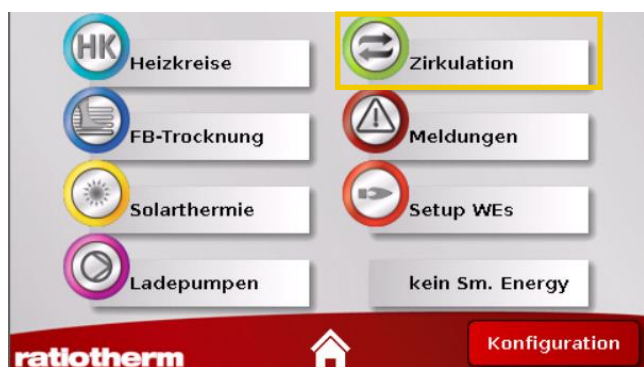 HK
Heizkreise
Zirkulation
FB-Trocknung
Meldungen
Solarthermie
Setup WEs
Ladepumpen
kein Sm. Energy
ratiotherm
Konfiguration